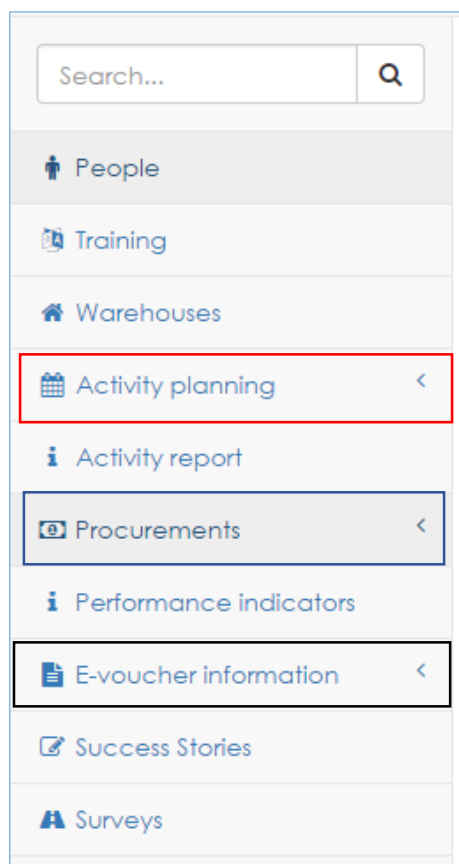 Search...
People
Training
Warehouses
Activity planning
Activity report
Procurements
Performance indicators
E-voucher information
Success Stories
Surveys